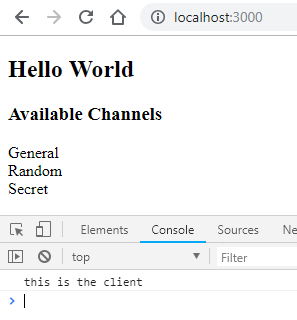 localhost:3000
Hello World
Available Channels
General
Random
Secret
Elements Console Sources Ne
top Filter
this is the client